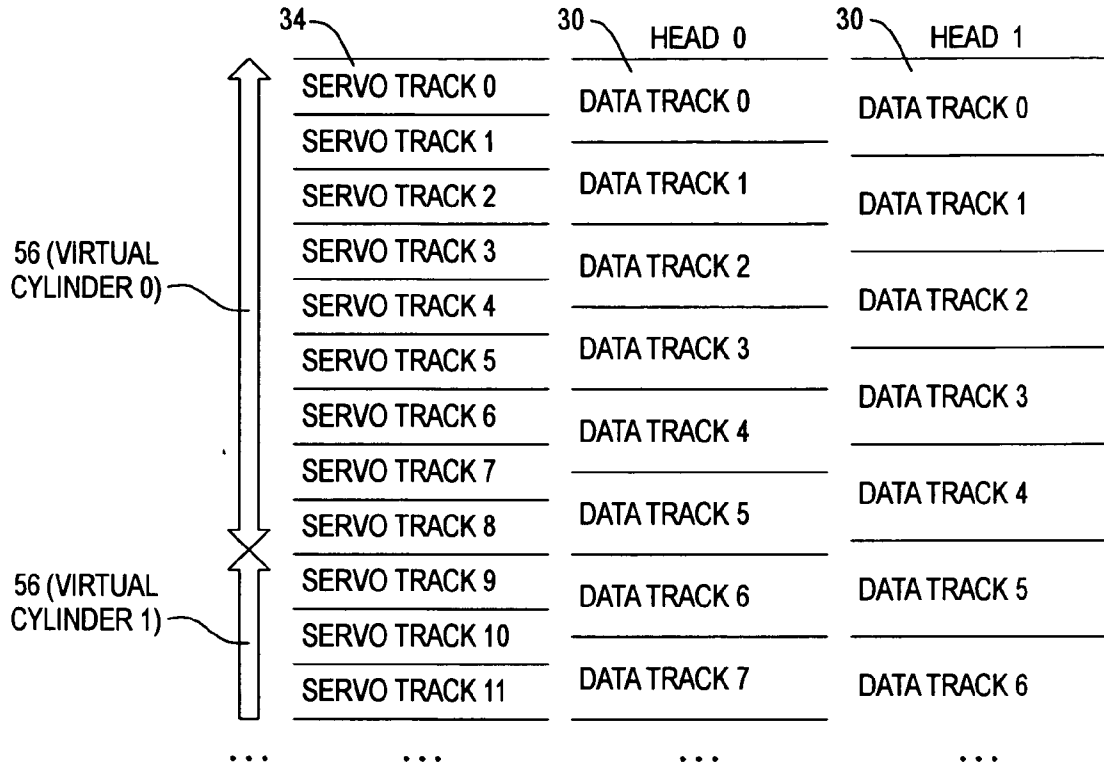 34
30
HEAD 0
30
HEAD 1
SERVO TRACK 0
SERVO TRACK 1
SERVO TRACK 2
SERVO TRACK 3
SERVO TRACK 4
SERVO TRACK 5
SERVO TRACK 6
SERVO TRACK 7
SERVO TRACK 8
SERVO TRACK 9
SERVO TRACK 10
SERVO TRACK 11
...
DATA TRACK 0
DATA TRACK 1
DATA TRACK 2
DATA TRACK 3
DATA TRACK 4
DATA TRACK 5
DATA TRACK 6
DATA TRACK 7
...
DATA TRACK 0
DATA TRACK 1
DATA TRACK 2
DATA TRACK 3
DATA TRACK 4
DATA TRACK 5
DATA TRACK 6
...
56 (VIRTUAL
CYLINDER 0)
56 (VIRTUAL
CYLINDER 1)
...